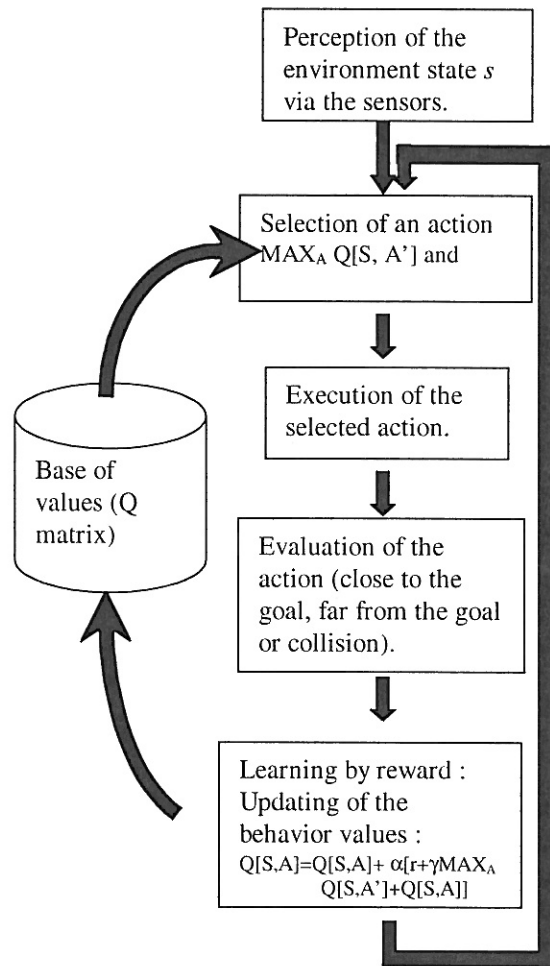 Perception of the
environment state s
via the sensors.
Selection of an action
MAX_A Q[S, A'] and
Execution of the
selected action.
Base of
values (Q
matrix)
Evaluation of the
action (close to the
goal, far from the goal
or collision).
Learning by reward :
Updating of the
behavior values :
Q[S,A]=Q[S,A]+ α[r+γMAX_A
Q[S,A']+Q[S,A]]